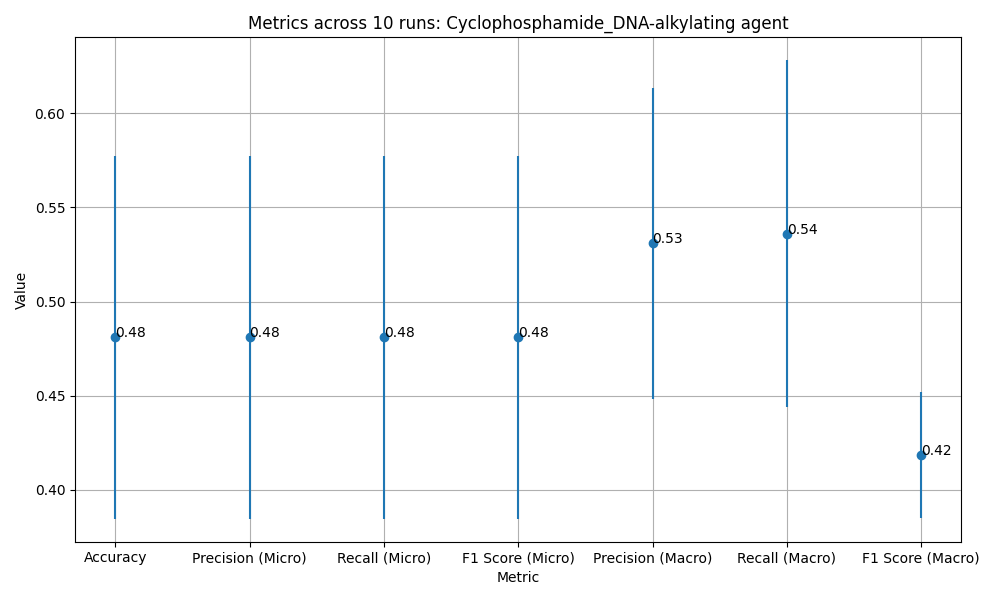 Metrics across 10 runs: Cyclophosphamide_DNA-alkylating agent
Value
0.60
0.55
0.50
0.45
0.40
0.48
0.48
0.48
0.48
0.53
0.54
0.42
Accuracy
Precision (Micro)
Recall (Micro)
F1 Score (Micro)
Precision (Macro)
Recall (Macro)
F1 Score (Macro)
Metric